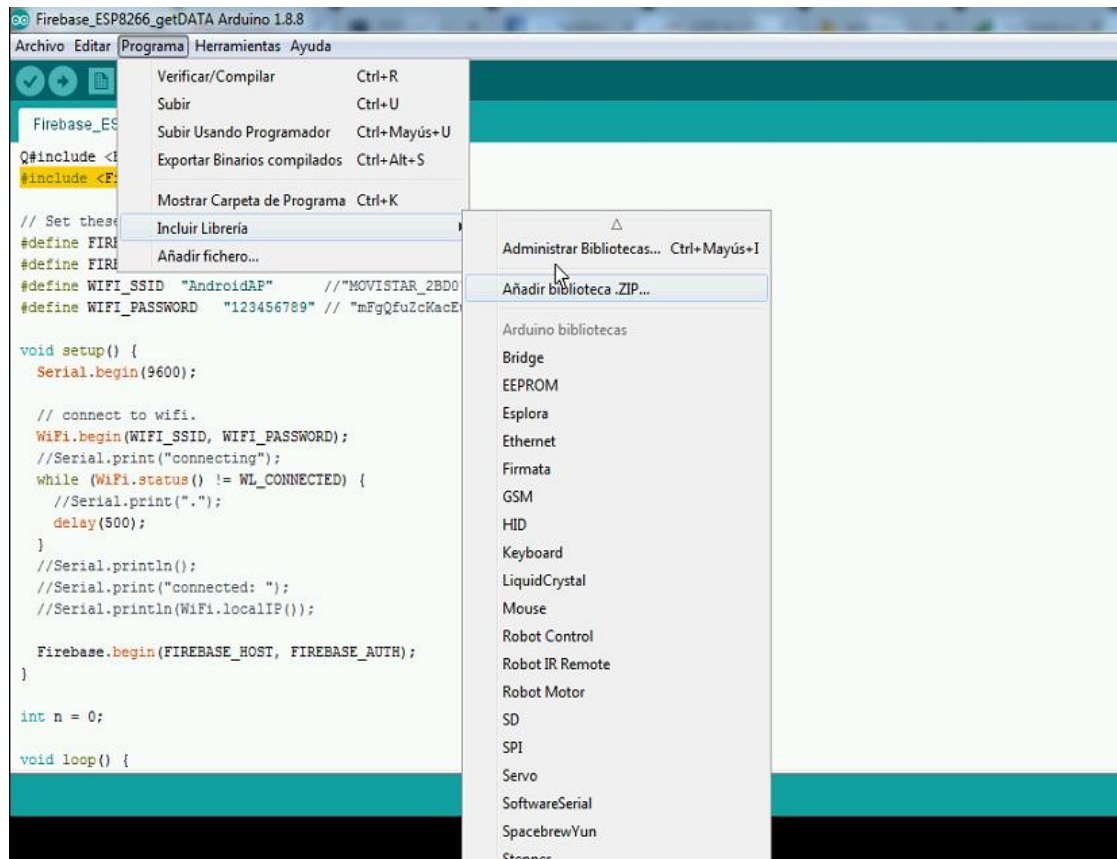 Firebase_ESP8266_getDATA Arduino 1.8.8
Archivo Editar Programa Herramientas Ayuda
Verificar/Compilar Ctrl+R
Subir Ctrl+U
Subir Usando Programador Ctrl+Mayús+U
Exportar Binarios compilados Ctrl+Alt+S
Mostrar Carpeta de Programa Ctrl+K
Incluir Librería
Añadir fichero...
Administrar Bibliotecas... Ctrl+Mayús+I
Añadir biblioteca .ZIP...
Arduino bibliotecas
Bridge
EEPROM
Esplora
Ethernet
Firmata
GSM
HID
Keyboard
LiquidCrystal
Mouse
Robot Control
Robot IR Remote
Robot Motor
SD
SPI
Servo
SoftwareSerial
SpacebrewYun
Stepper
Firebase_ES
Q#include <
#include <F
// Set these
#define FIRE
#define FIRE
#define WIFI_SSID "AndroidAP" //"MOVISTAR_2BD0
#define WIFI_PASSWORD "123456789" // "mFgQfuZcKacE
void setup() {
Serial.begin(9600);
// connect to wifi.
WiFi.begin(WIFI_SSID, WIFI_PASSWORD);
//Serial.print("connecting");
while (WiFi.status() != WL_CONNECTED) {
//Serial.print(".");
delay(500);
}
//Serial.println();
//Serial.print("connected: ");
//Serial.println(WiFi.localIP());
Firebase.begin(FIREBASE_HOST, FIREBASE_AUTH);
}
int n = 0;
void loop() {